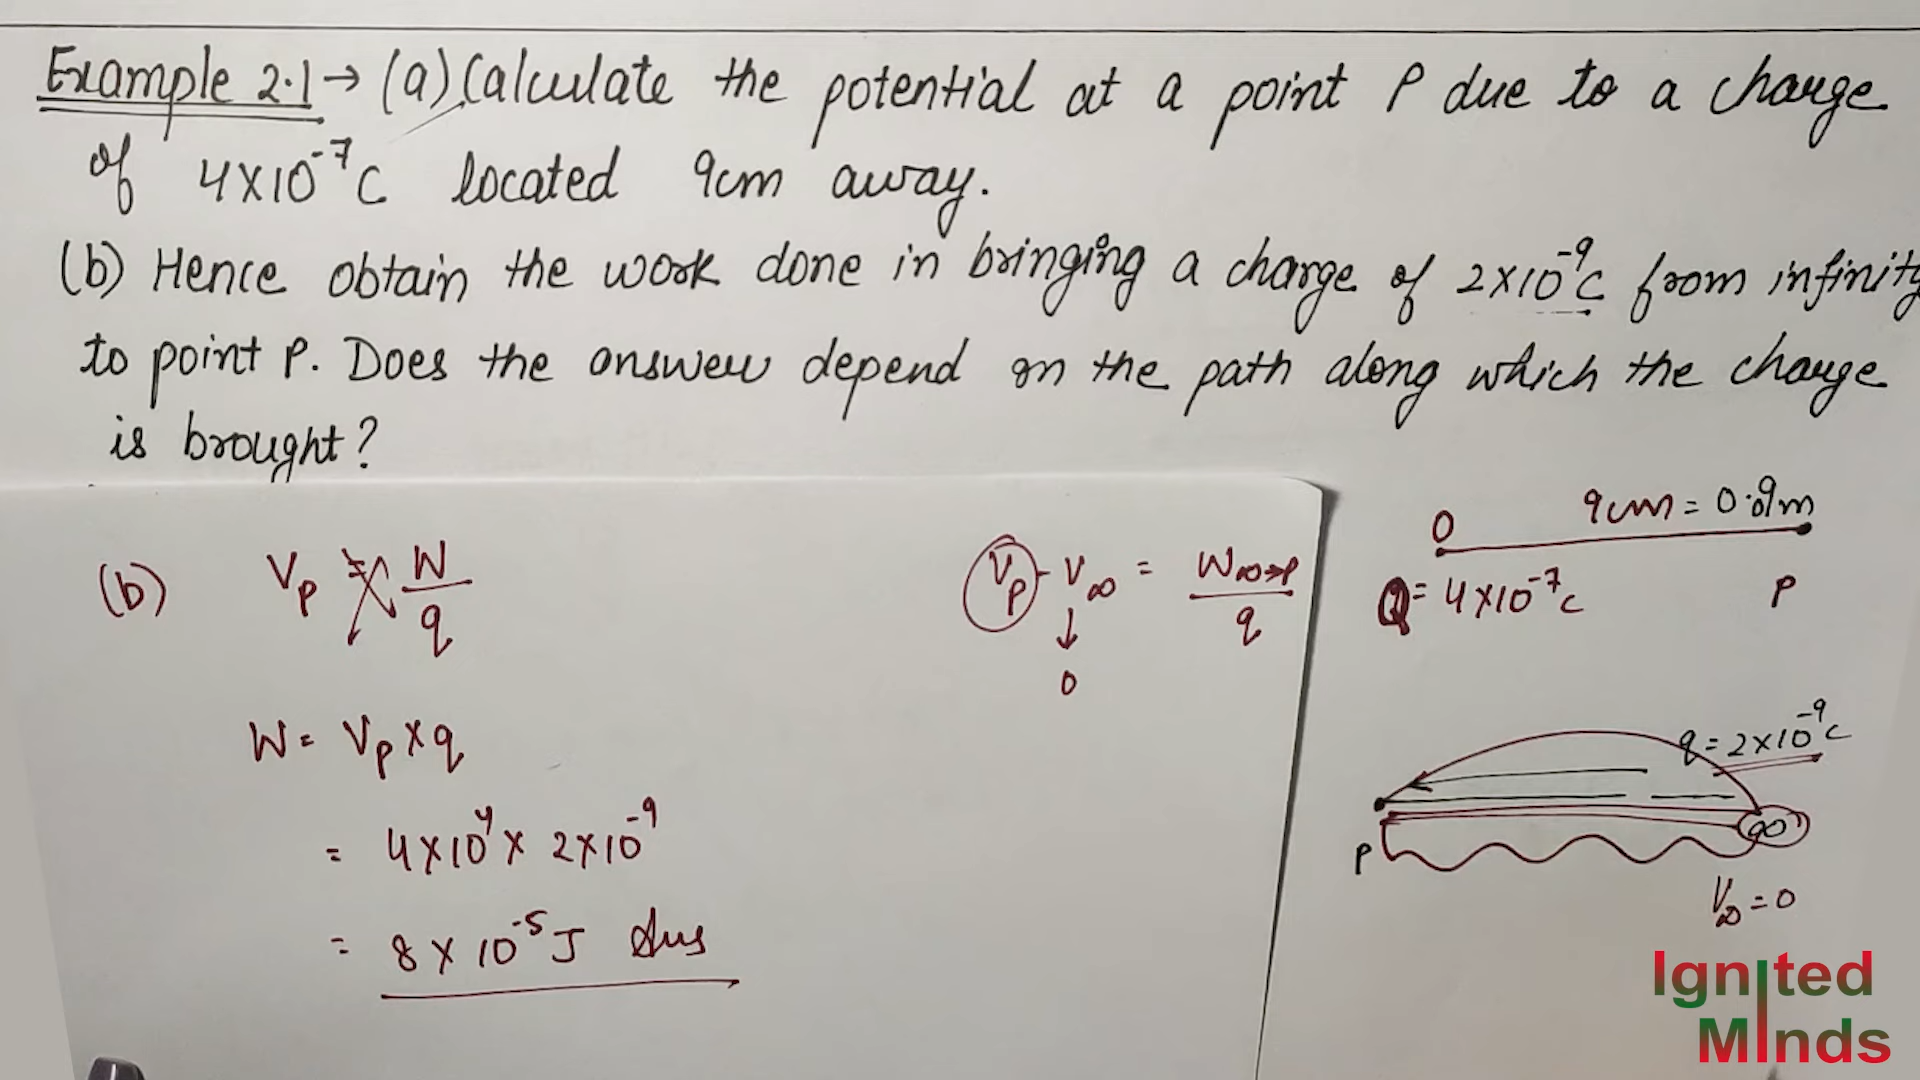 Example 2.1 → (a) Calculate the potential at a point P due to a charge
of 4×10⁻⁷C located 9cm away.
(b) Hence obtain the work done in bringing a charge of 2×10⁻⁹C from infinity
to point P. Does the answer depend on the path along which the charge
is brought?
(b) Vp = W/q
Vp - V∞ = W∞→P/q
↓
0
W = Vp × q
= 4×10⁴ × 2×10⁻⁹
= 8 × 10⁻⁵ J Ans
O 9cm = 0.09m
Q = 4×10⁻⁷C P
q = 2×10⁻⁹C
P ∞
V∞ = 0
Ignited
Minds